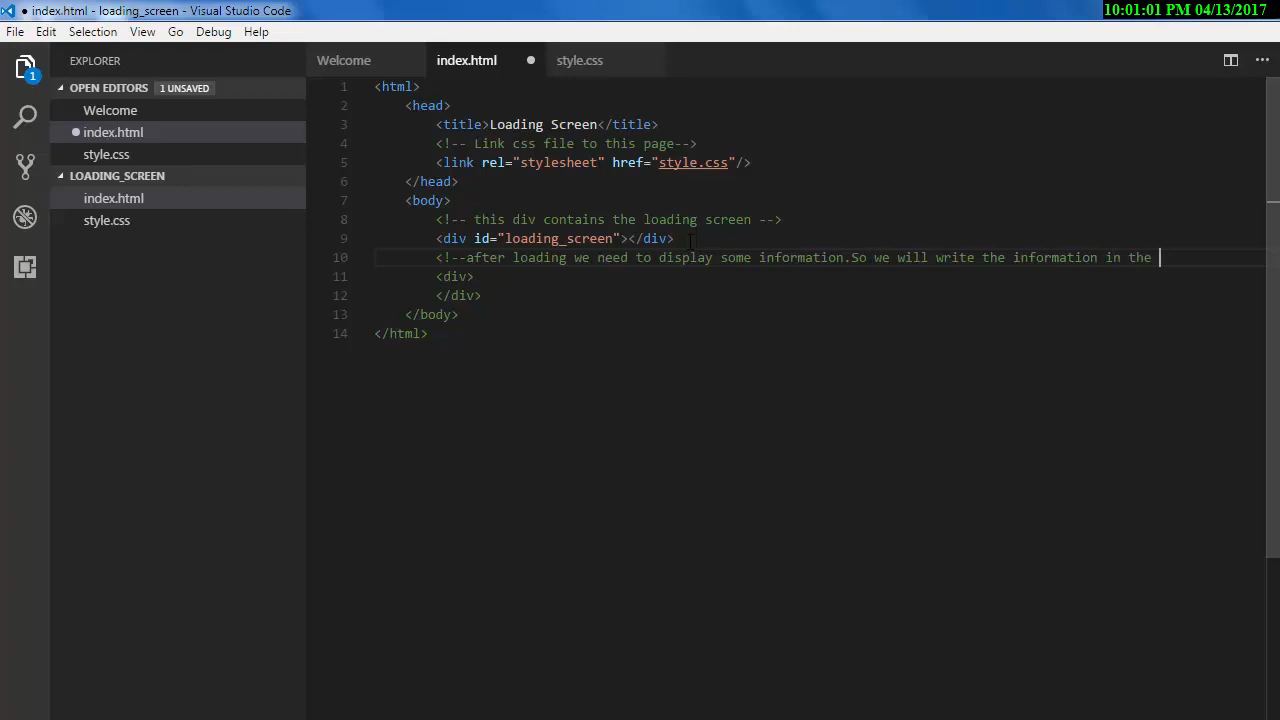 index.html - loading_screen - Visual Studio Code
10:01:01 PM 04/13/2017
File Edit Selection View Go Debug Help
EXPLORER
Welcome index.html style.css
OPEN EDITORS 1 UNSAVED
Welcome
index.html
style.css
LOADING_SCREEN
index.html
style.css
1
1 <html>
2 <head>
3 <title>Loading Screen</title>
4 <!-- Link css file to this page-->
5 <link rel="stylesheet" href="style.css"/>
6 </head>
7 <body>
8 <!-- this div contains the loading screen -->
9 <div id="loading_screen"></div>
10 <!--after loading we need to display some information.So we will write the information in the
11 <div>
12 </div>
13 </body>
14 </html>